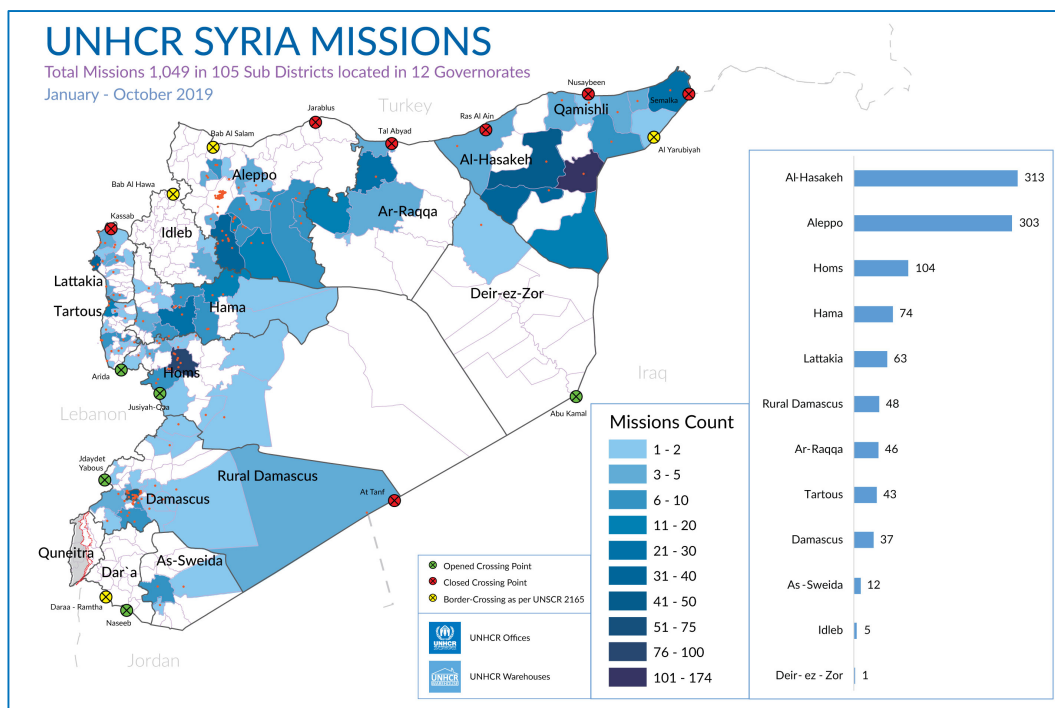 UNHCR SYRIA MISSIONS
Total Missions 1,049 in 105 Sub Districts located in 12 Governorates
January - October 2019
Turkey
Nusaybeen
Jarablus
Qamishli
Semalka
Ras Al Ain
Bab Al Salam
Tal Abyad
Al Yarubiyah
Al-Hasakeh
Aleppo
Bab Al Hawa
Ar-Raqqa
Kassab
Idleb
Lattakia
Deir-ez-Zor
Tartous
Hama
Homs
Arida
Iraq
Jusiyah-Qaa
Abu Kamal
Lebanon
Jdaydet
Yabous
Rural Damascus
At Tanf
Damascus
Quneitra
As-Sweida
Dar`a
Daraa - Ramtha
Naseeb
Jordan
Opened Crossing Point
Closed Crossing Point
Border-Crossing as per UNSCR 2165
UNHCR
UNHCR Offices
UNHCR
WAREHOUSE
UNHCR Warehouses
Missions Count
1 - 2
3 - 5
6 - 10
11 - 20
21 - 30
31 - 40
41 - 50
51 - 75
76 - 100
101 - 174
Al-Hasakeh 313
Aleppo 303
Homs 104
Hama 74
Lattakia 63
Rural Damascus 48
Ar-Raqqa 46
Tartous 43
Damascus 37
As -Sweida 12
Idleb 5
Deir- ez - Zor 1